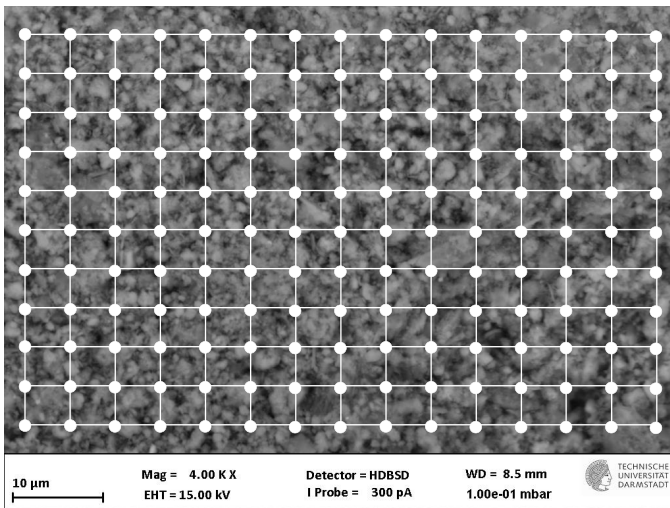 10 µm
Mag = 4.00 K X
EHT = 15.00 kV
Detector = HDBSD
I Probe = 300 pA
WD = 8.5 mm
1.00e-01 mbar
TECHNISCHE
UNIVERSITÄT
DARMSTADT